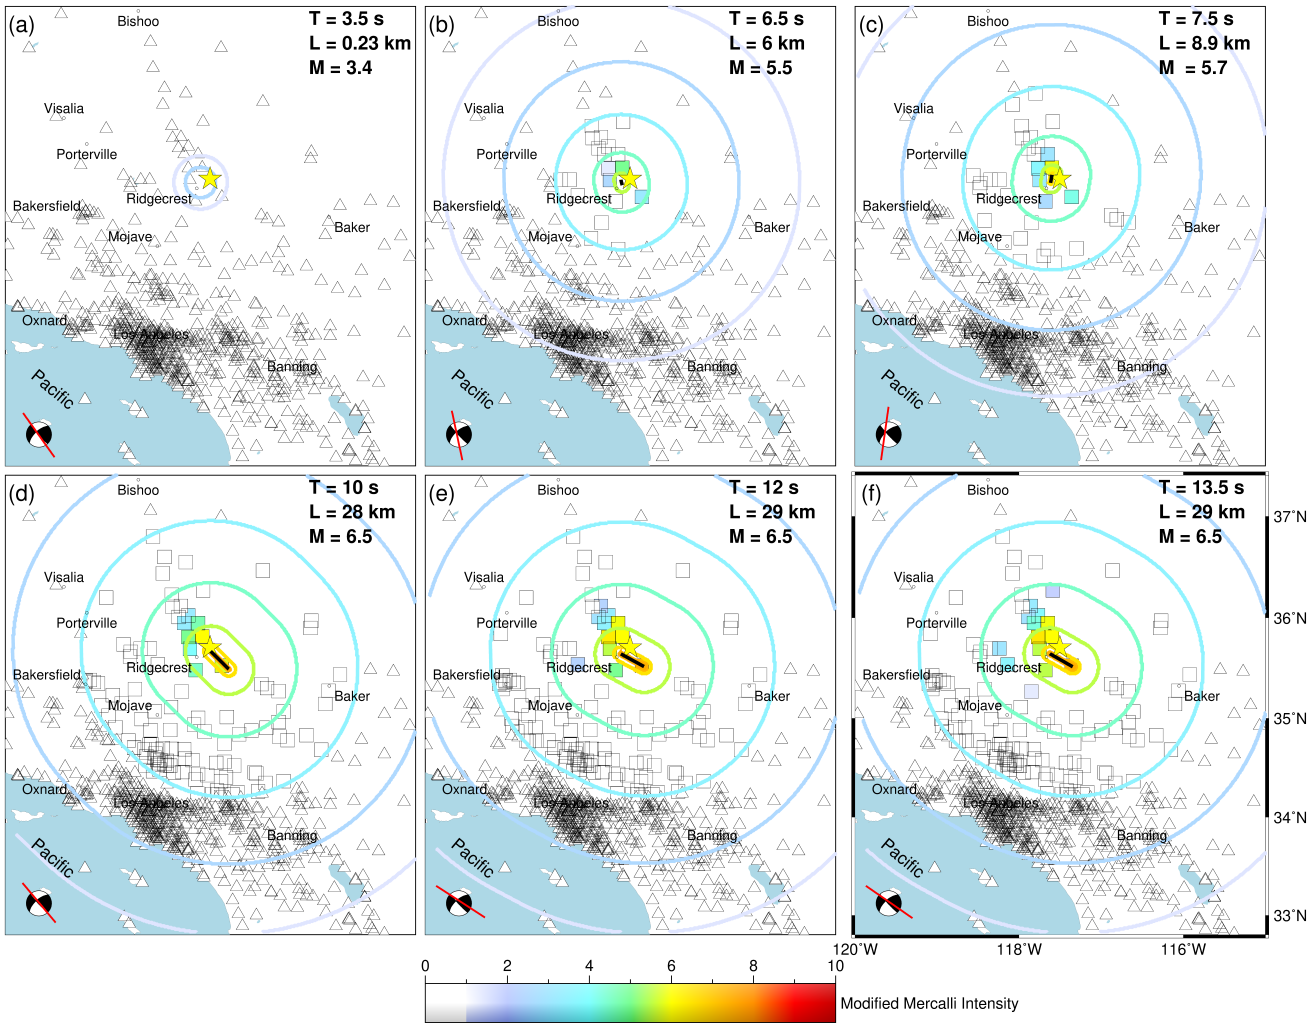 (a)
Bishoo
T = 3.5 s
L = 0.23 km
M = 3.4
Visalia
Porterville
Ridgecrest
Bakersfield
Mojave
Baker
Oxnard
Los Angeles
Banning
Pacific
(b)
Bishoo
T = 6.5 s
L = 6 km
M = 5.5
Visalia
Porterville
Ridgecrest
Bakersfield
Mojave
Baker
Oxnard
Los Angeles
Banning
Pacific
(c)
Bishoo
T = 7.5 s
L = 8.9 km
M = 5.7
Visalia
Porterville
Ridgecrest
Bakersfield
Mojave
Baker
Oxnard
Los Angeles
Banning
Pacific
(d)
Bishoo
T = 10 s
L = 28 km
M = 6.5
Visalia
Porterville
Ridgecrest
Bakersfield
Mojave
Baker
Oxnard
Los Angeles
Banning
Pacific
(e)
Bishoo
T = 12 s
L = 29 km
M = 6.5
Visalia
Porterville
Ridgecrest
Bakersfield
Mojave
Baker
Oxnard
Los Angeles
Banning
Pacific
(f)
Bishoo
T = 13.5 s
L = 29 km
M = 6.5
Visalia
Porterville
Ridgecrest
Bakersfield
Mojave
Baker
Oxnard
Los Angeles
Banning
Pacific
37°N
36°N
35°N
34°N
33°N
120°W 118°W 116°W
0 2 4 6 8 10
Modified Mercalli Intensity